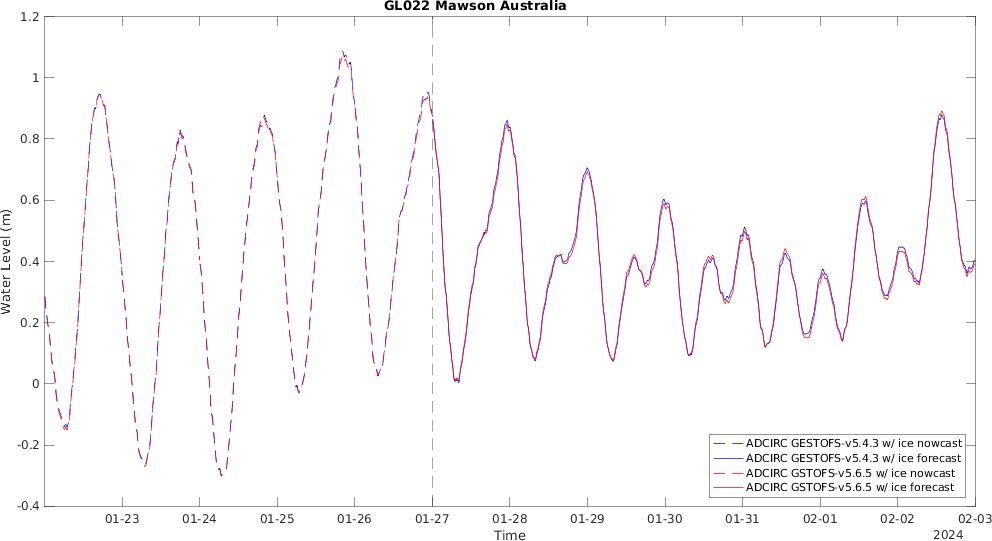 GL022 Mawson Australia
Water Level (m)
1.2
1
0.8
0.6
0.4
0.2
0
-0.2
-0.4
ADCIRC GESTOFS-v5.4.3 w/ ice nowcast
ADCIRC GESTOFS-v5.4.3 w/ ice forecast
ADCIRC GSTOFS-v5.6.5 w/ ice nowcast
ADCIRC GSTOFS-v5.6.5 w/ ice forecast
01-23 01-24 01-25 01-26 01-27 01-28 01-29 01-30 01-31 02-01 02-02 02-03
Time
2024